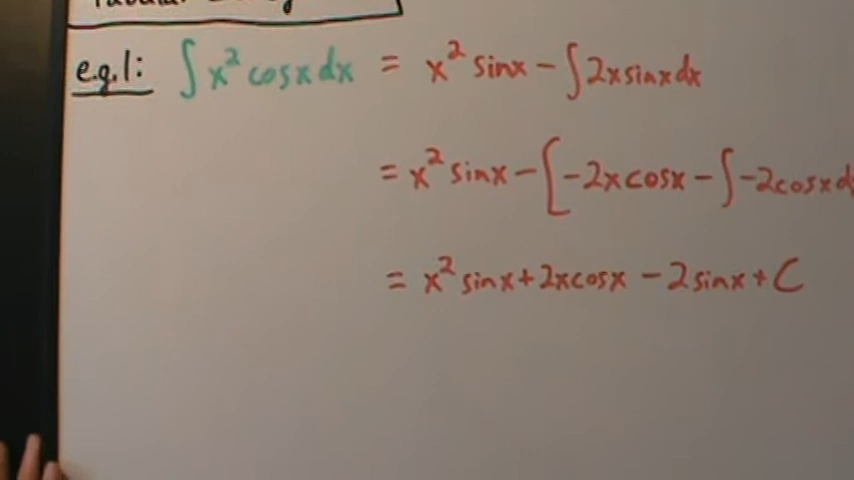 e.g.1: ∫x² cosx dx = x² sinx − ∫2x sinx dx
= x² sinx − [−2x cosx − ∫−2cosx d
= x² sinx + 2x cosx − 2 sinx + C